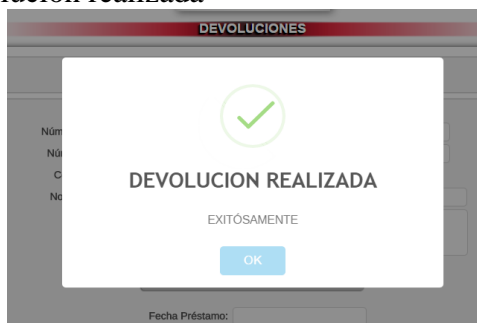 DEVOLUCIONES
DEVOLUCION REALIZADA
EXITÓSAMENTE
OK
Fecha Préstamo: